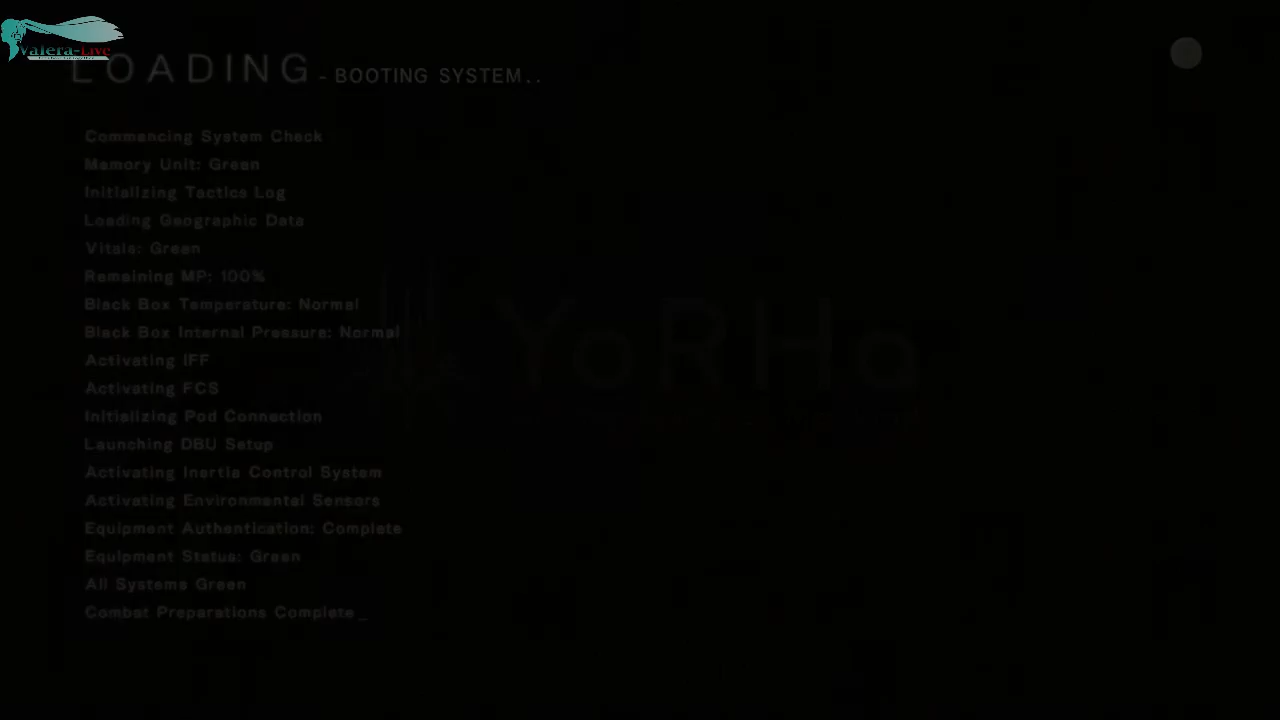 Valera-Live
LOADING - BOOTING SYSTEM..
Commencing System Check
Memory Unit: Green
Initializing Tactics Log
Loading Geographic Data
Vitals: Green
Remaining MP: 100%
Black Box Temperature: Normal
Black Box Internal Pressure: Normal
Activating IFF
Activating FCS
Initializing Pod Connection
Launching DBU Setup
Activating Inertia Control System
Activating Environmental Sensors
Equipment Authentication: Complete
Equipment Status: Green
All Systems Green
Combat Preparations Complete_
YoRHa